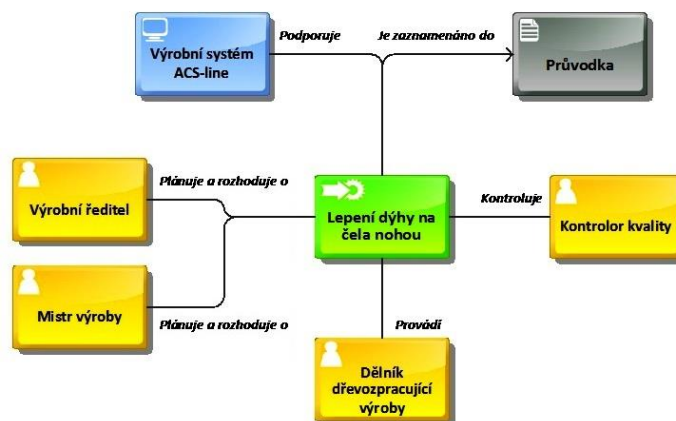 Podporuje
Je zaznamenáno do
Výrobní systém
ACS-line
Průvodka
Plánuje a rozhoduje o
Výrobní ředitel
Lepení dýhy na
čela nohou
Kontroluje
Kontrolor kvality
Mistr výroby
Plánuje a rozhoduje o
Provádí
Dělník
dřevozpracující
výroby